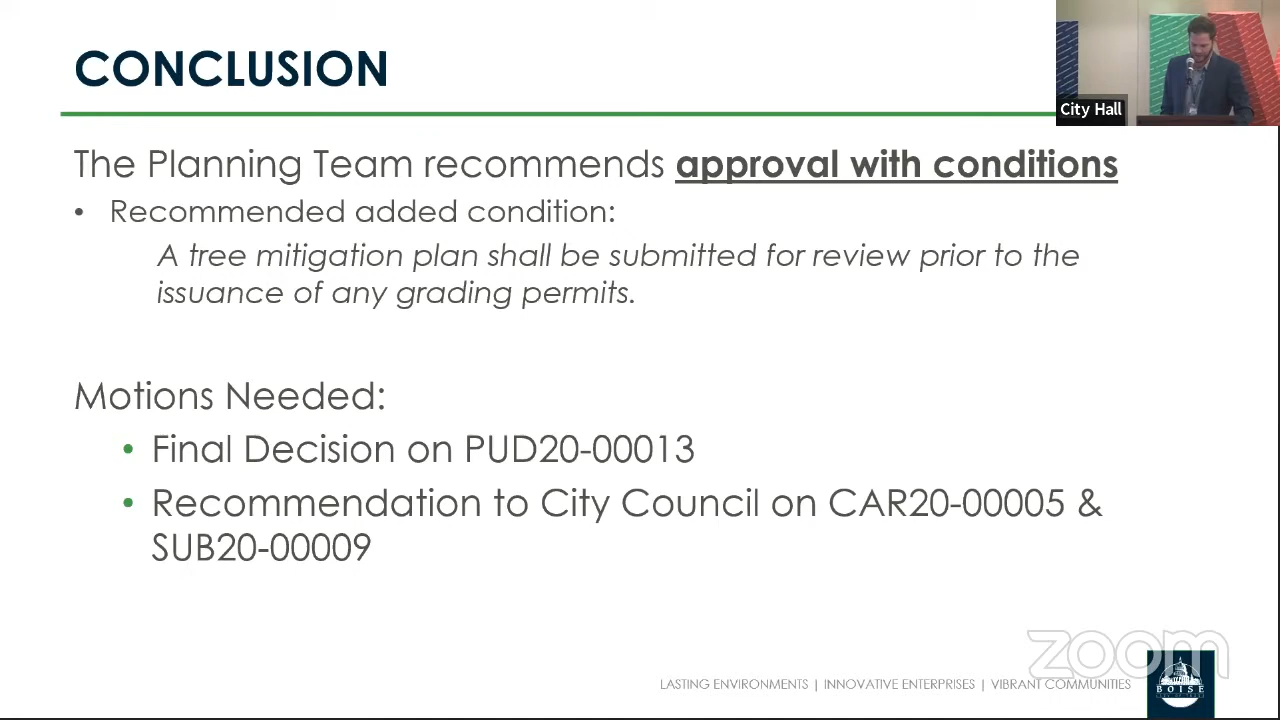 CONCLUSION
City Hall
The Planning Team recommends approval with conditions
• Recommended added condition:
A tree mitigation plan shall be submitted for review prior to the
issuance of any grading permits.
Motions Needed:
• Final Decision on PUD20-00013
• Recommendation to City Council on CAR20-00005 &
SUB20-00009
zoom
LASTING ENVIRONMENTS | INNOVATIVE ENTERPRISES | VIBRANT COMMUNITIES
BOISE